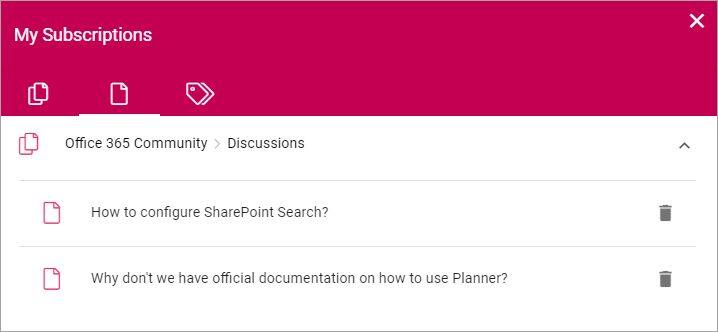 My Subscriptions
Office 365 Community > Discussions
How to configure SharePoint Search?
Why don't we have official documentation on how to use Planner?